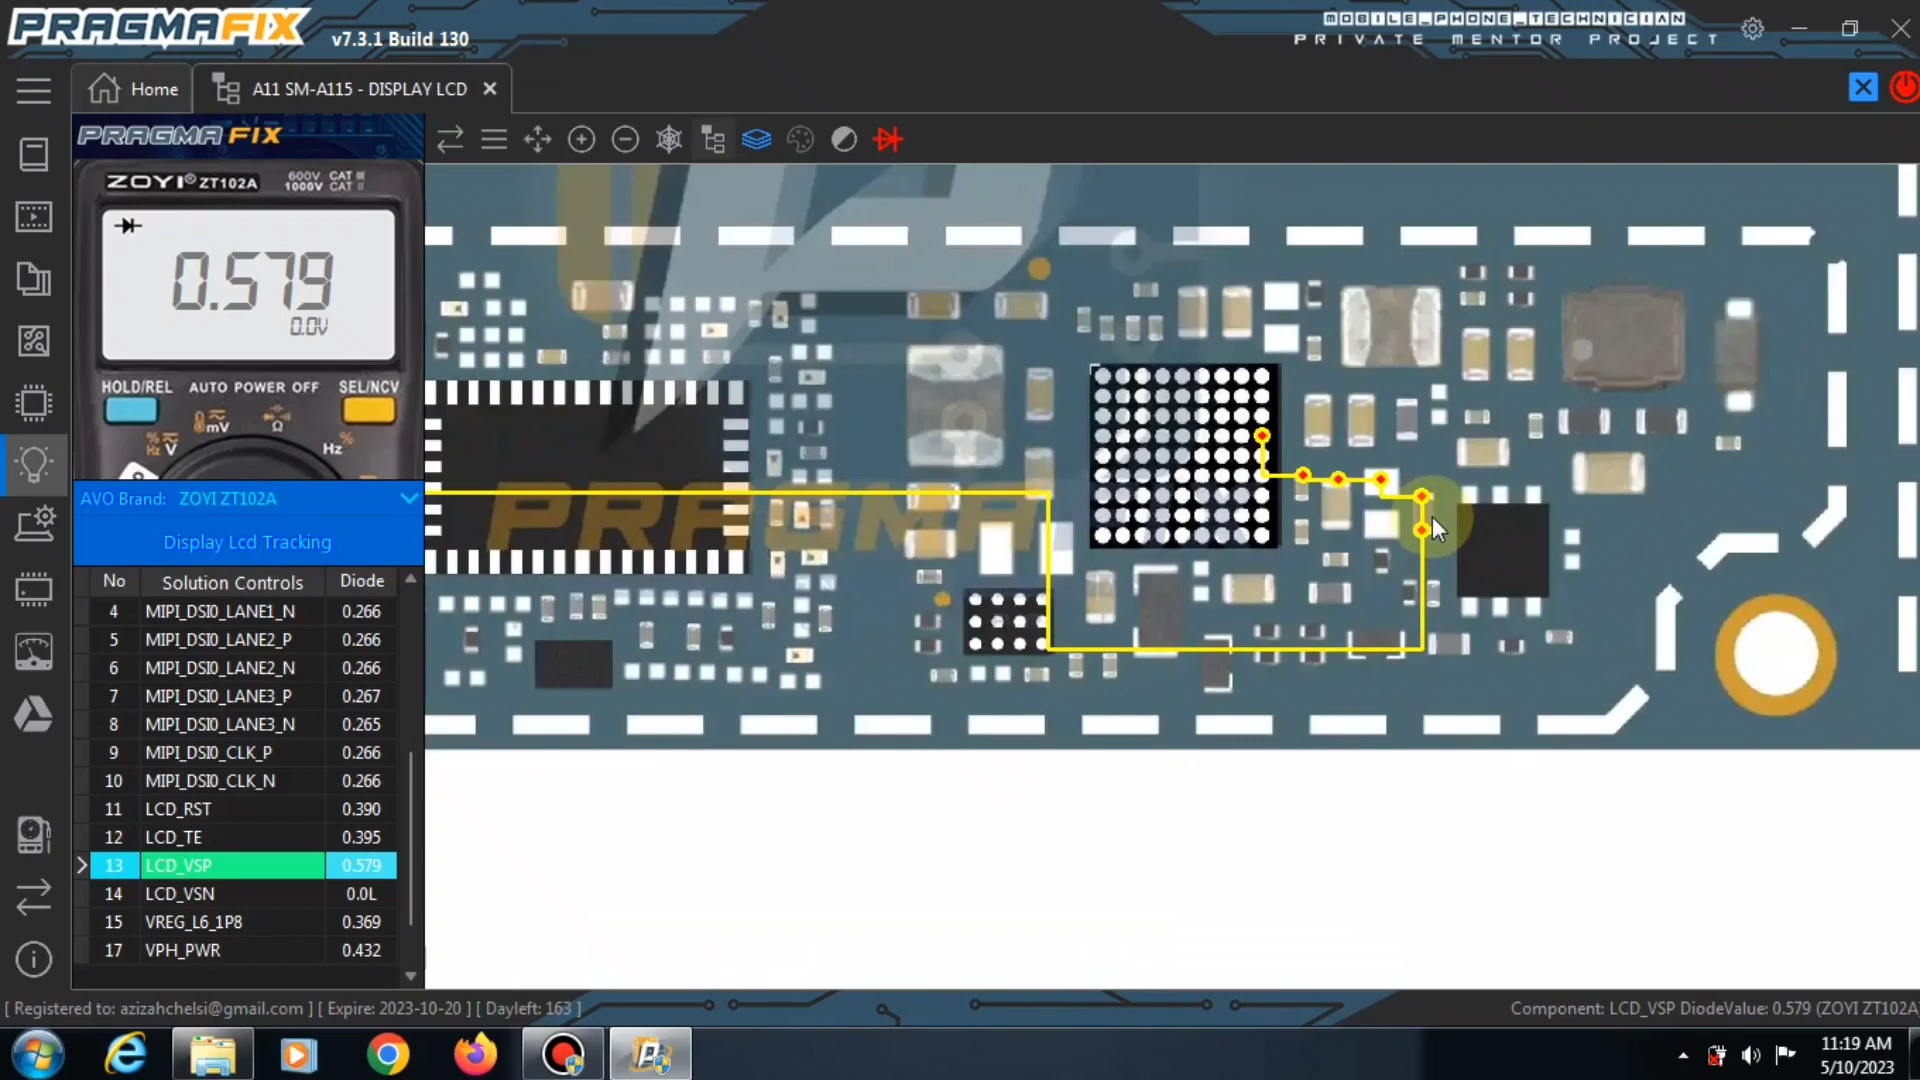 PRAGMAFIX
v7.3.1 Build 130
MOBILE_PHONE_TECHNICIAN
PRIVATE MENTOR PROJECT
Home
A11 SM-A115 - DISPLAY LCD
PRAGMA FIX
ZOYI® ZT102A
600V CAT III
1000V CAT II
0.579
0.0V
HOLD/REL AUTO POWER OFF SEL/NCV
mV
Ω
%
Hz V
Hz %
AVO Brand: ZOYI ZT102A
Display Lcd Tracking
No Solution Controls Diode
4 MIPI_DSI0_LANE1_N 0.266
5 MIPI_DSI0_LANE2_P 0.266
6 MIPI_DSI0_LANE2_N 0.266
7 MIPI_DSI0_LANE3_P 0.267
8 MIPI_DSI0_LANE3_N 0.265
9 MIPI_DSI0_CLK_P 0.266
10 MIPI_DSI0_CLK_N 0.266
11 LCD_RST 0.390
12 LCD_TE 0.395
13 LCD_VSP 0.579
14 LCD_VSN 0.0L
15 VREG_L6_1P8 0.369
17 VPH_PWR 0.432
PRAGMA
[ Registered to: azizahchelsi@gmail.com ] [ Expire: 2023-10-20 ] [ Dayleft: 163 ]
Component: LCD_VSP DiodeValue: 0.579 (ZOYI ZT102A
11:19 AM
5/10/2023